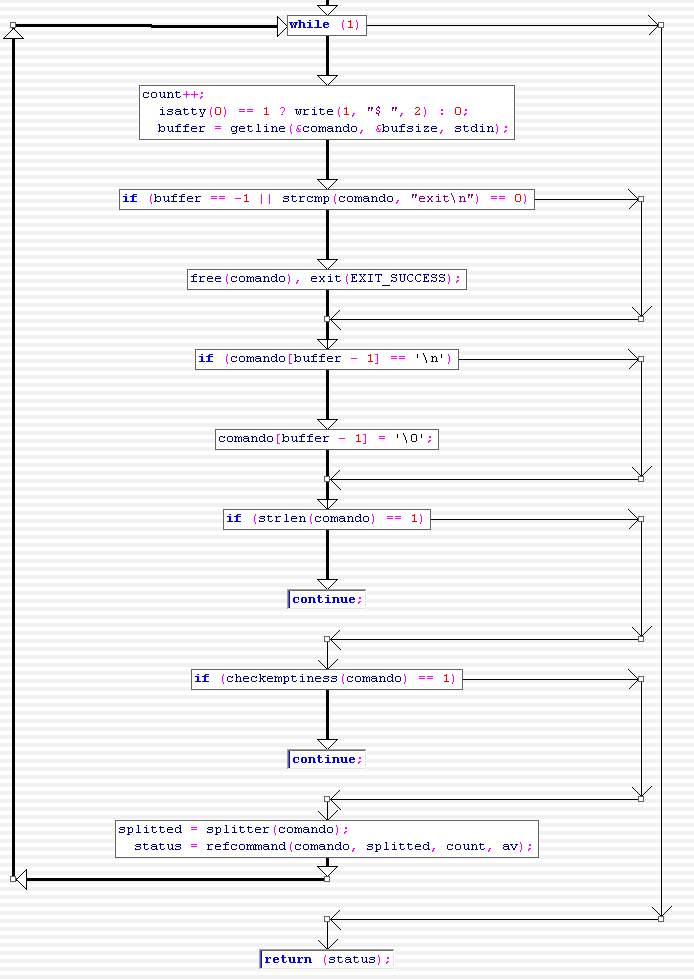 while (1)
count++;
isatty(0) == 1 ? write(1, "$ ", 2) : 0;
buffer = getline(&comando, &bufsize, stdin);
if (buffer == -1 || strcmp(comando, "exit\n") == 0)
free(comando), exit(EXIT_SUCCESS);
if (comando[buffer - 1] == '\n')
comando[buffer - 1] = '\0';
if (strlen(comando) == 1)
continue;
if (checkemptiness(comando) == 1)
continue;
splitted = splitter(comando);
status = refcommand(comando, splitted, count, av);
return (status);